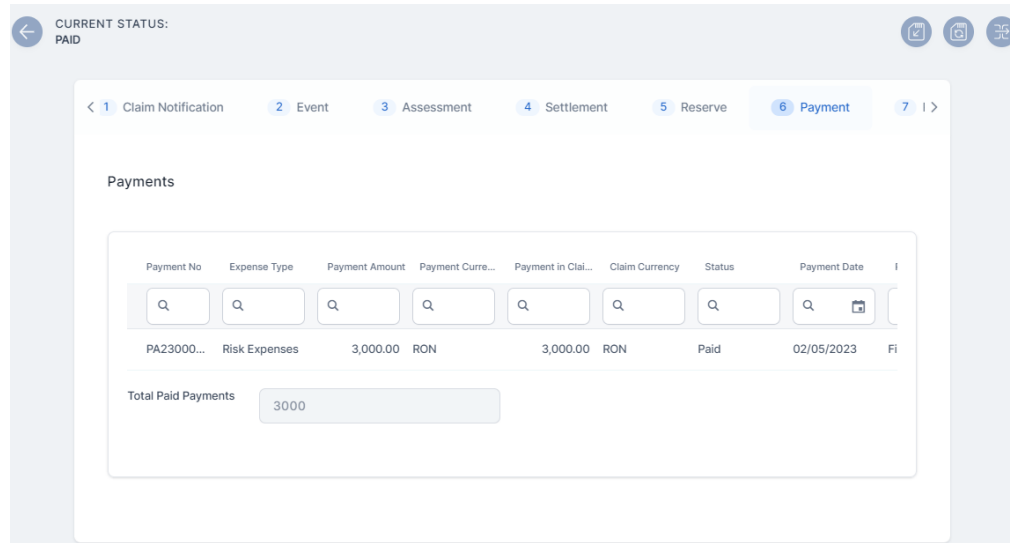 CURRENT STATUS:
PAID
1 Claim Notification 2 Event 3 Assessment 4 Settlement 5 Reserve 6 Payment 7
Payments
Payment No Expense Type Payment Amount Payment Curre... Payment in Clai... Claim Currency Status Payment Date
PA23000... Risk Expenses 3,000.00 RON 3,000.00 RON Paid 02/05/2023 Fi
Total Paid Payments 3000